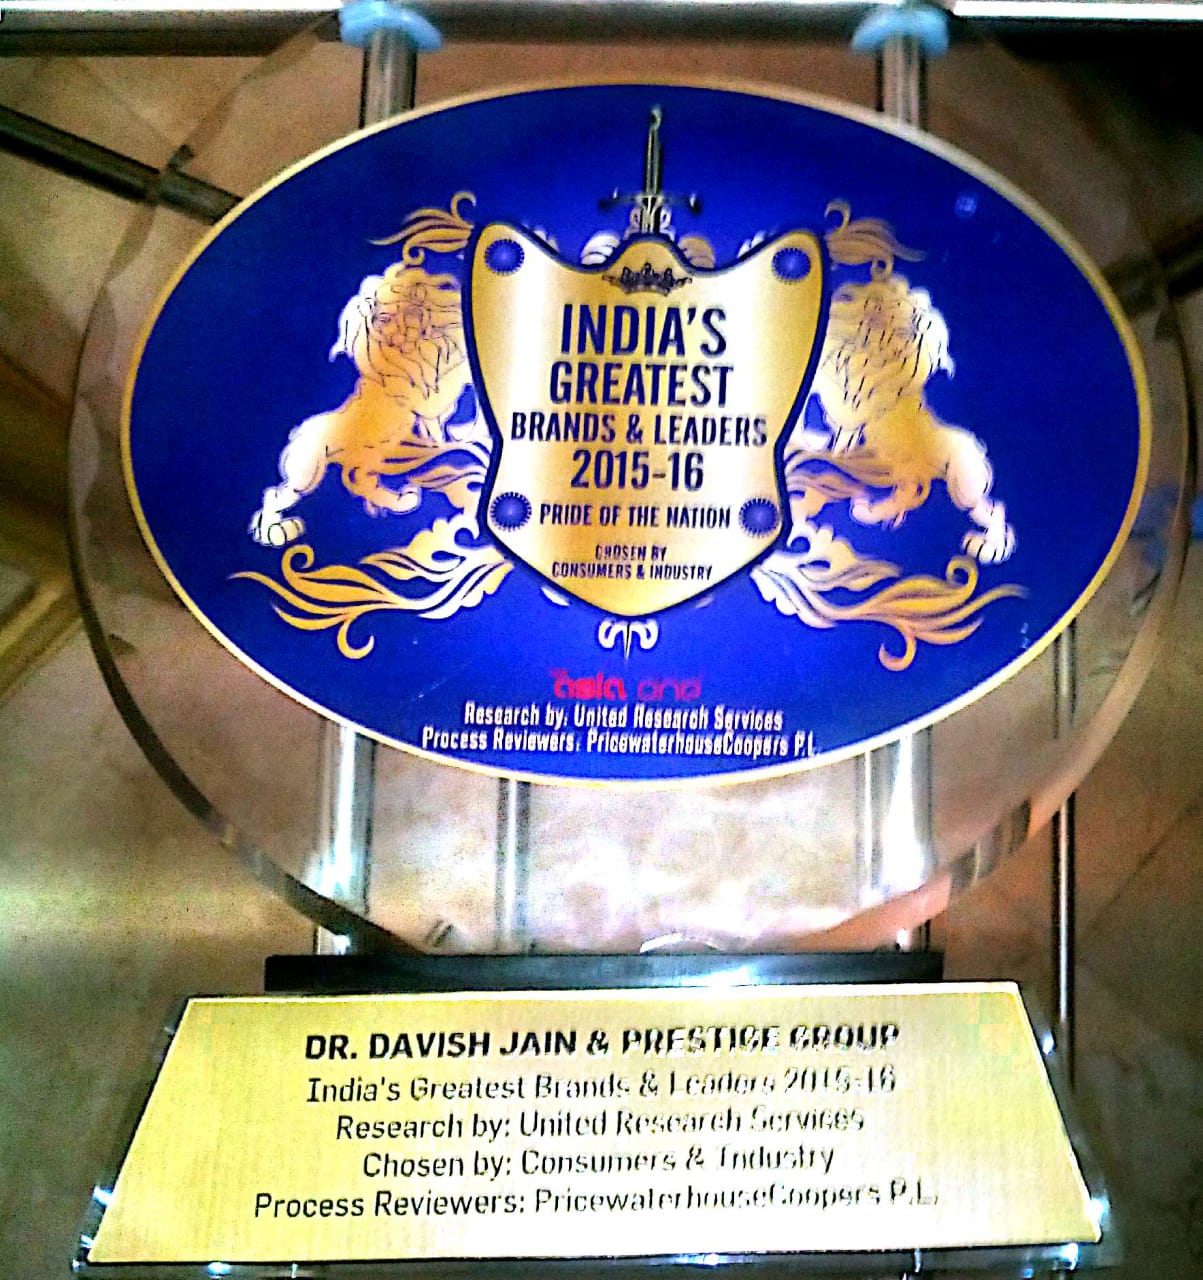 INDIA'S
GREATEST
BRANDS & LEADERS
2015-16
PRIDE OF THE NATION
CHOSEN BY
CONSUMERS & INDUSTRY
asia one
Research by: United Research Services
Process Reviewers: PricewaterhouseCoopers P.L.
DR. DAVISH JAIN & PRESTIGE GROUP
India's Greatest Brands & Leaders 2015-16
Research by: United Research Services
Chosen by: Consumers & Industry
Process Reviewers: PricewaterhouseCoopers P.L.